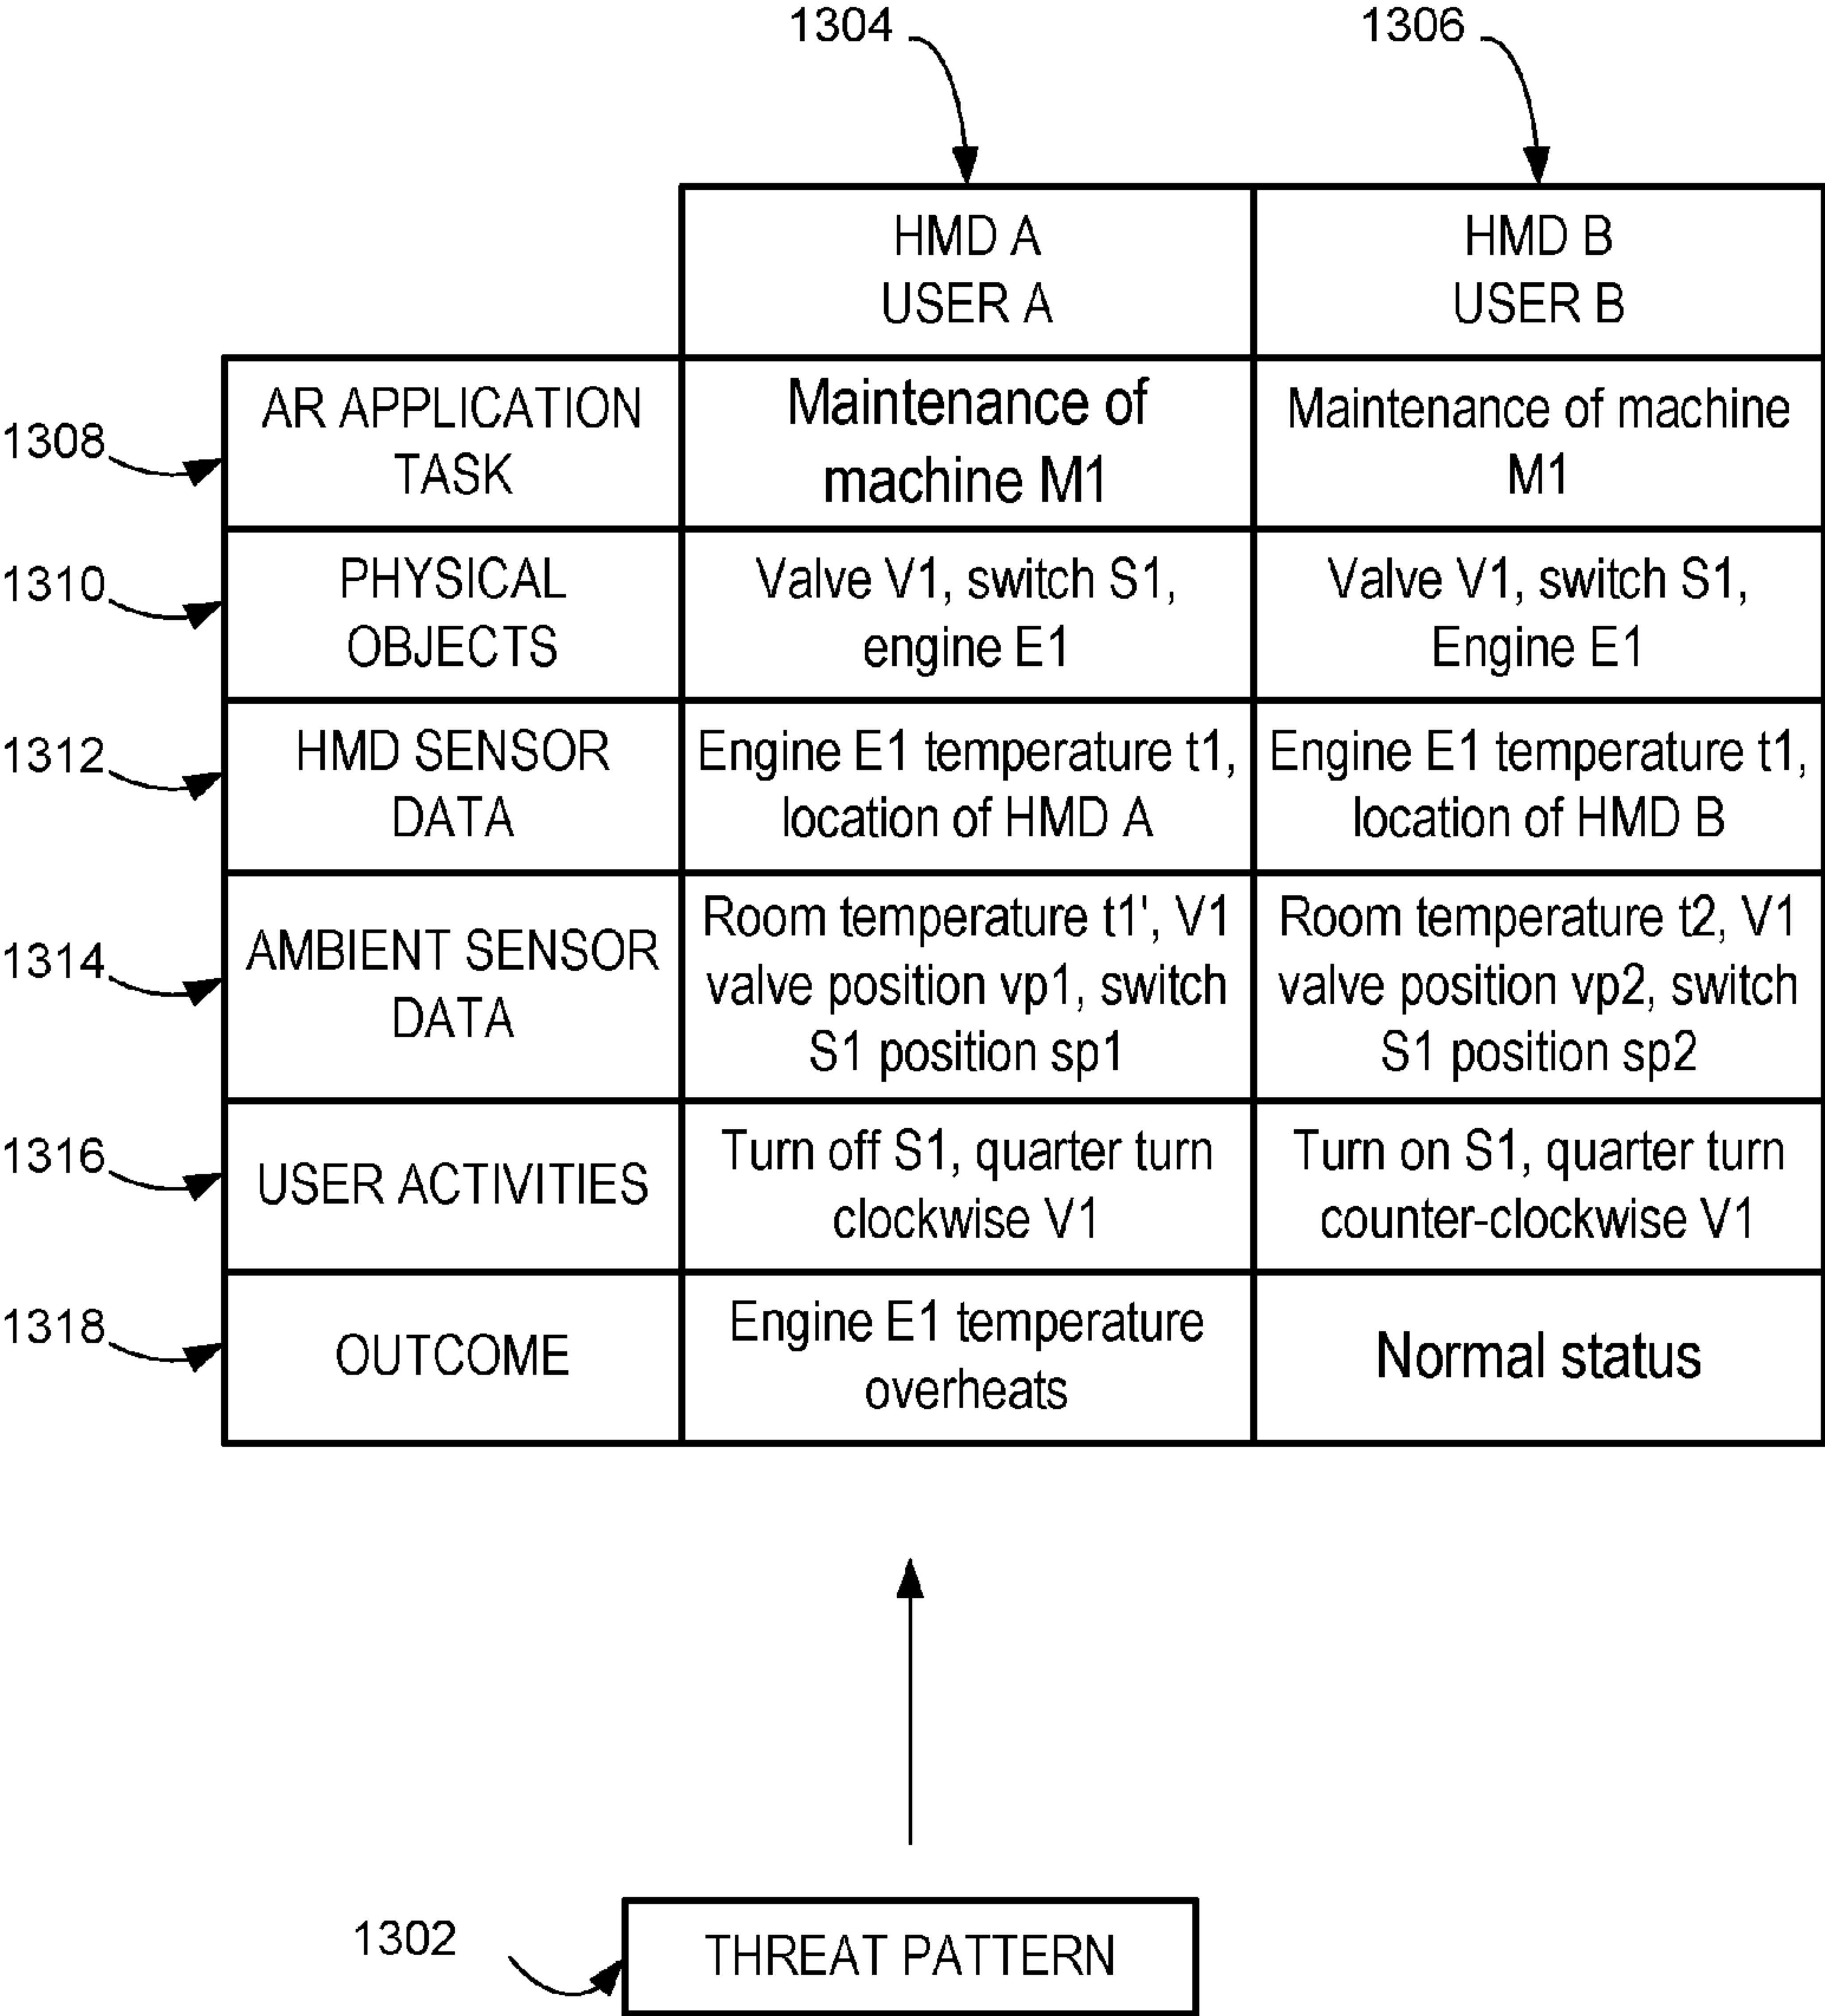 1304
1306
HMD A
USER A
HMD B
USER B
1308
AR APPLICATION
TASK
Maintenance of
machine M1
Maintenance of machine
M1
1310
PHYSICAL
OBJECTS
Valve V1, switch S1,
engine E1
Valve V1, switch S1,
Engine E1
1312
HMD SENSOR
DATA
Engine E1 temperature t1,
location of HMD A
Engine E1 temperature t1,
location of HMD B
1314
AMBIENT SENSOR
DATA
Room temperature t1', V1
valve position vp1, switch
S1 position sp1
Room temperature t2, V1
valve position vp2, switch
S1 position sp2
1316
USER ACTIVITIES
Turn off S1, quarter turn
clockwise V1
Turn on S1, quarter turn
counter-clockwise V1
1318
OUTCOME
Engine E1 temperature
overheats
Normal status
1302
THREAT PATTERN